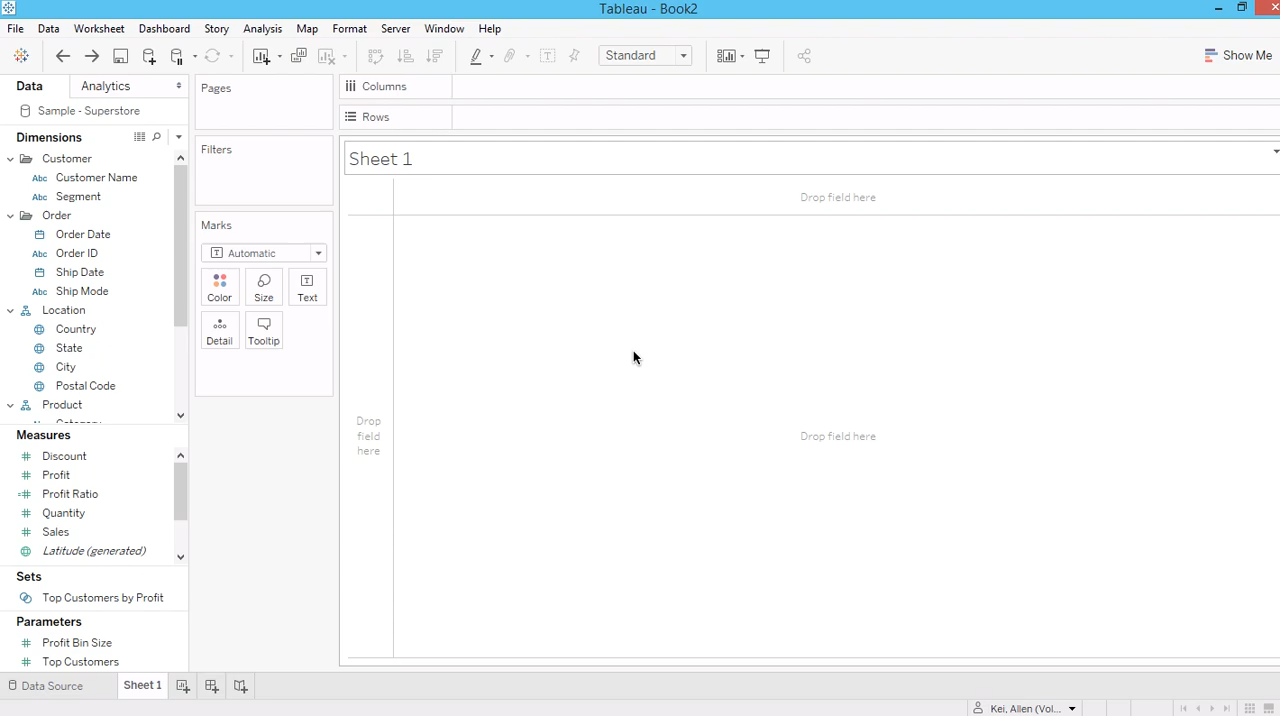 Tableau - Book2
File Data Worksheet Dashboard Story Analysis Map Format Server Window Help
Standard
Show Me
Data
Analytics
Sample - Superstore
Dimensions
Customer
Abc Customer Name
Abc Segment
Order
Order Date
Abc Order ID
Ship Date
Abc Ship Mode
Location
Country
State
City
Postal Code
Product
Measures
Discount
Profit
Profit Ratio
Quantity
Sales
Latitude (generated)
Sets
Top Customers by Profit
Parameters
Profit Bin Size
Top Customers
Pages
Filters
Marks
Automatic
Color Size Text
Detail Tooltip
Columns
Rows
Sheet 1
Drop field here
Drop
field
here
Drop field here
Data Source
Sheet 1
Kei, Allen (Vol...